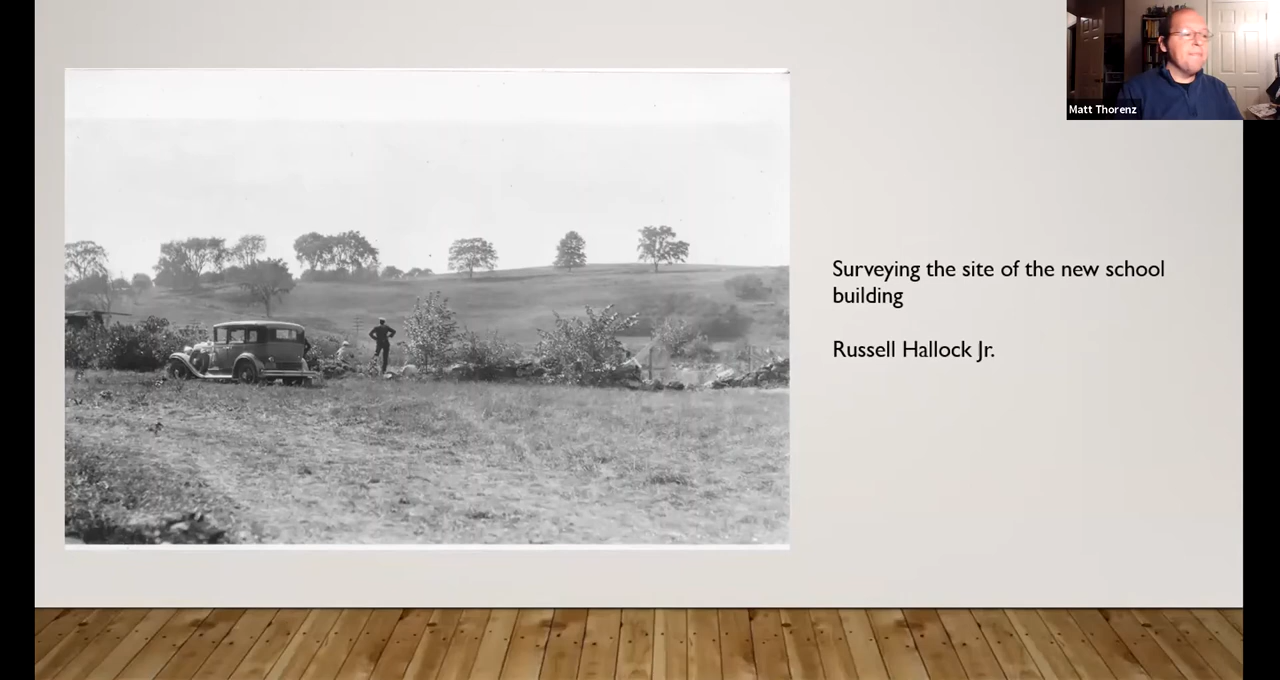 Matt Thorenz
Surveying the site of the new school
building
Russell Hallock Jr.